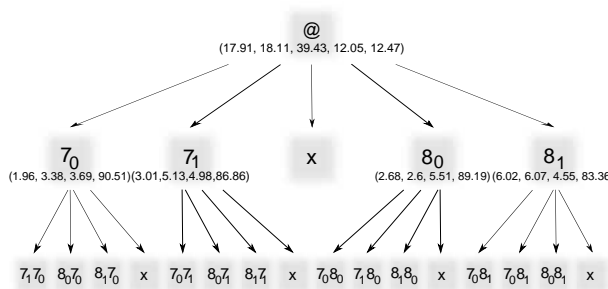 @
(17.91, 18.11, 39.43, 12.05, 12.47)
7₀ 7₁ x 8₀ 8₁
(1.96, 3.38, 3.69, 90.51)(3.01,5.13,4.98,86.86) (2.68, 2.6, 5.51, 89.19) (6.02, 6.07, 4.55, 83.36
7₁7₀ 8₀7₀ 8₁7₀ x 7₀7₁ 8₀7₁ 8₁7₁ x 7₀8₀ 7₁8₀ 8₁8₀ x 7₀8₁ 7₀8₁ 8₀8₁ x